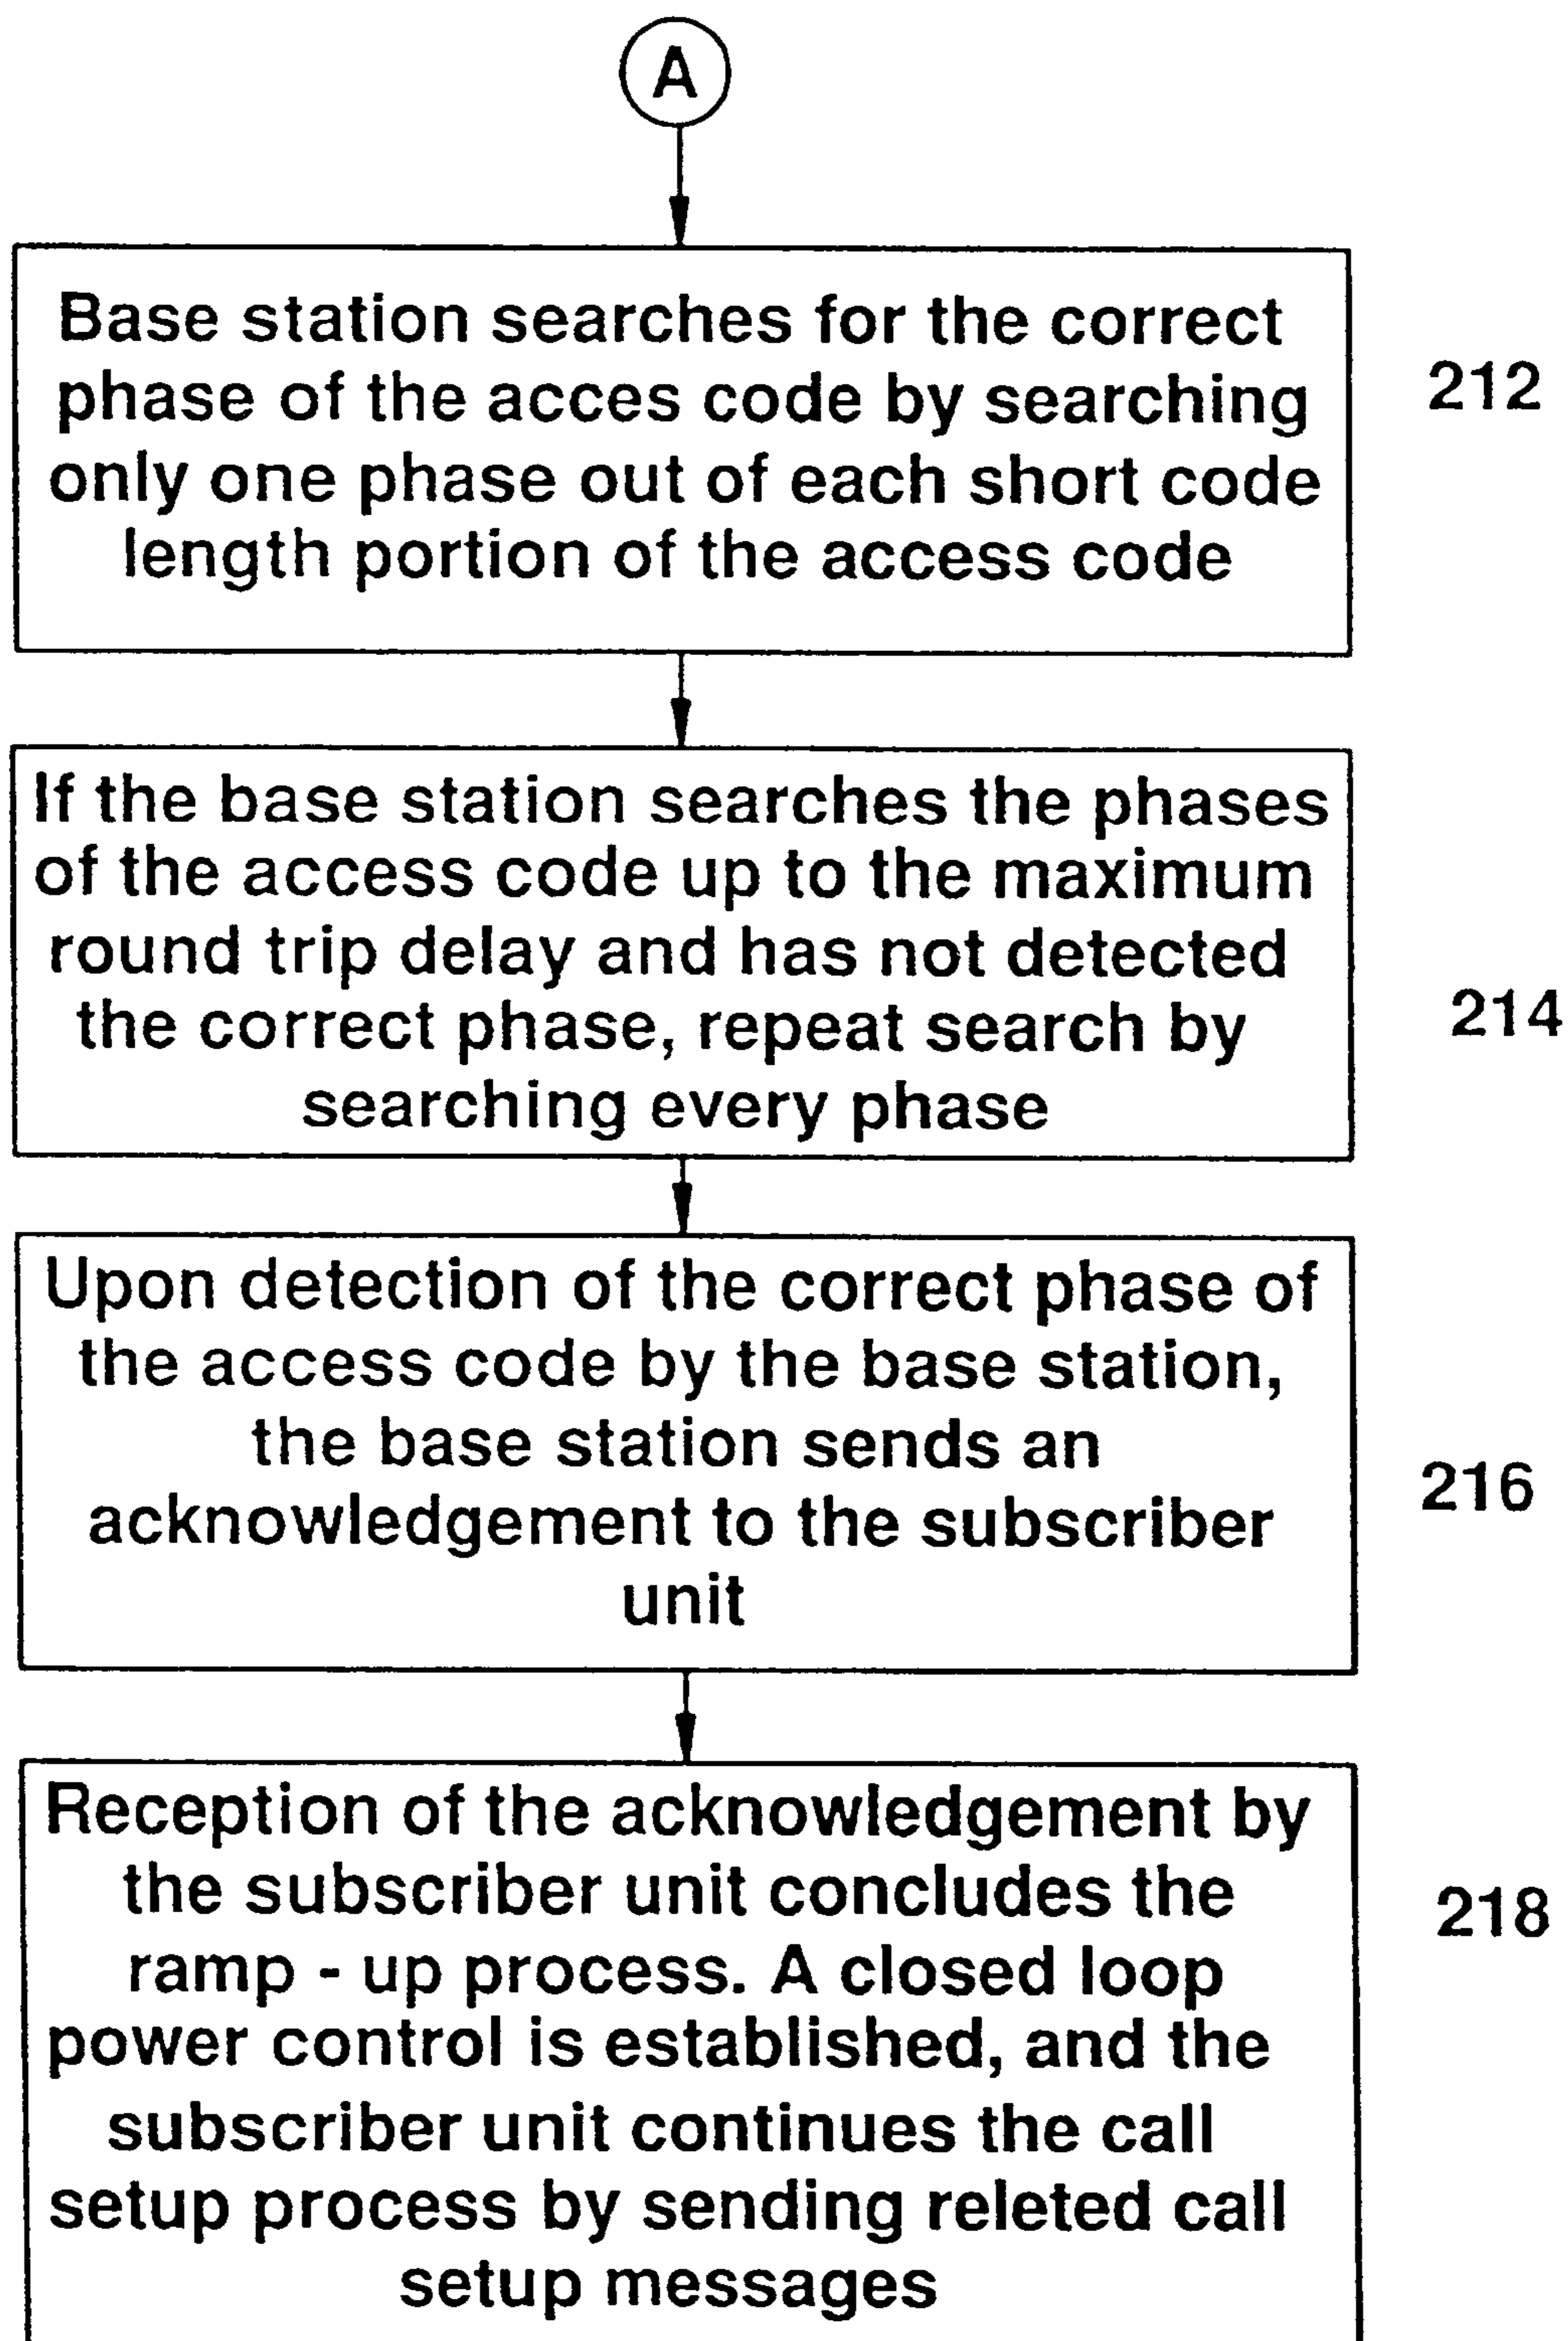 A
Base station searches for the correct
phase of the acces code by searching
only one phase out of each short code
length portion of the access code
212
If the base station searches the phases
of the access code up to the maximum
round trip delay and has not detected
the correct phase, repeat search by
searching every phase
214
Upon detection of the correct phase of
the access code by the base station,
the base station sends an
acknowledgement to the subscriber
unit
216
Reception of the acknowledgement by
the subscriber unit concludes the
ramp - up process. A closed loop
power control is established, and the
subscriber unit continues the call
setup process by sending releted call
setup messages
218